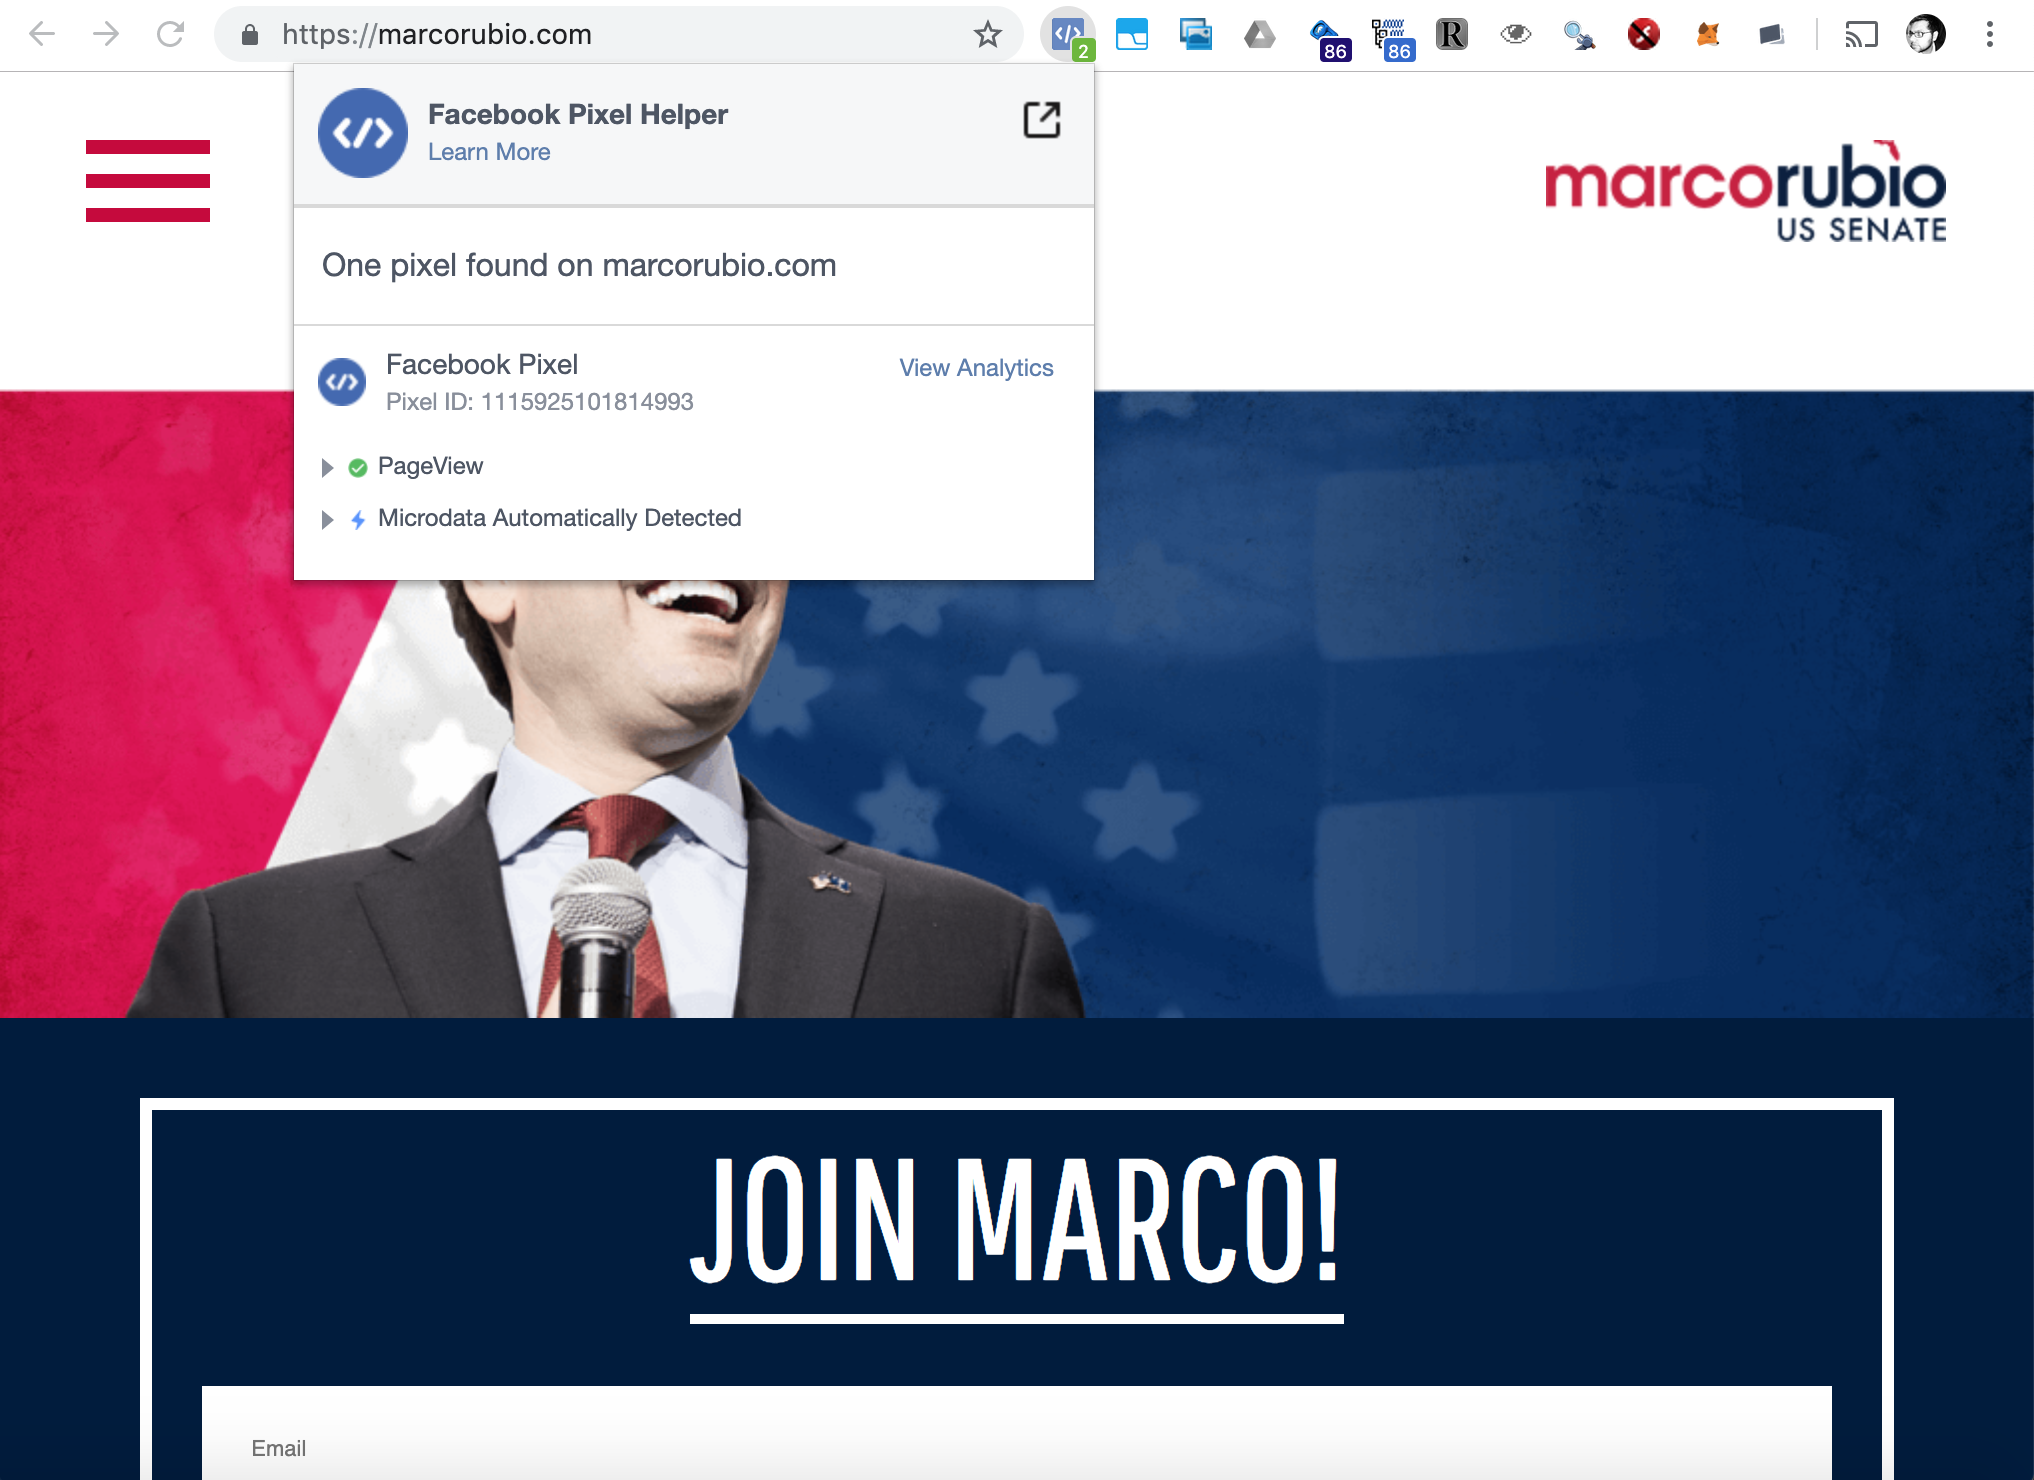 https://marcorubio.com
2
86
86
R
Facebook Pixel Helper
Learn More
marcorubio
US SENATE
One pixel found on marcorubio.com
Facebook Pixel
View Analytics
Pixel ID: 1115925101814993
PageView
Microdata Automatically Detected
JOIN MARCO!
Email